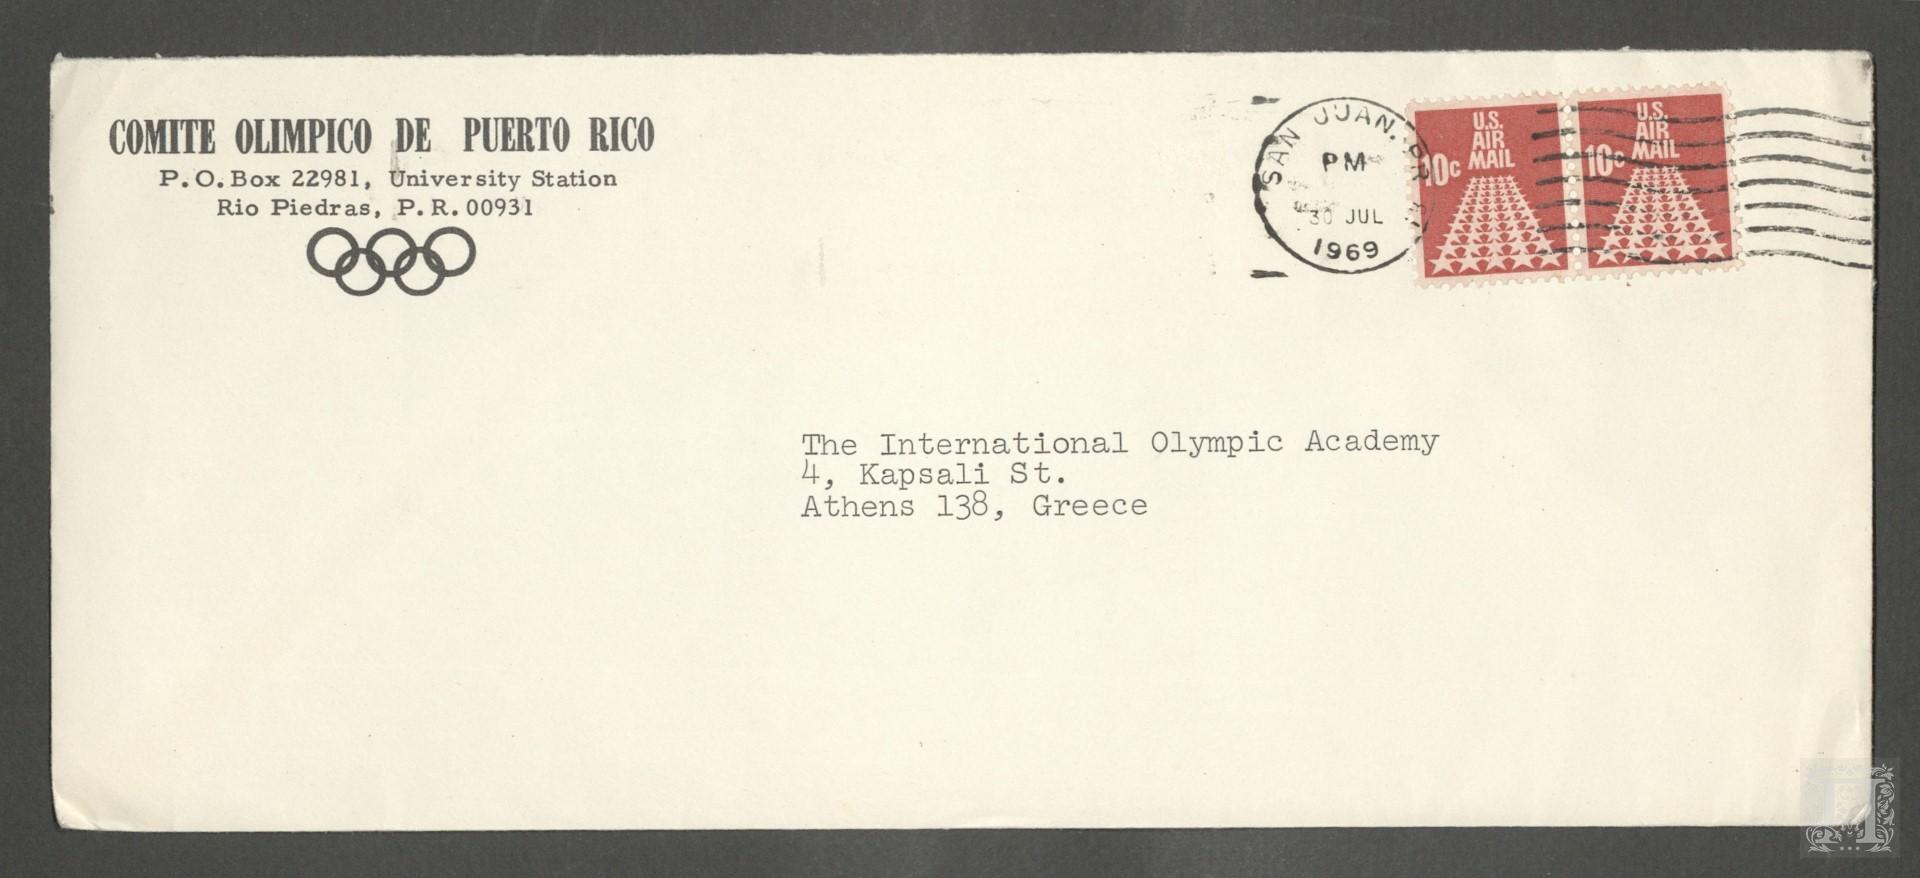 COMITE OLIMPICO DE PUERTO RICO
P.O. Box 22981, University Station
Rio Piedras, P.R. 00931
SAN JUAN, PR
PM
30 JUL
1969
U.S.
AIR
MAIL
10c
U.S.
AIR
MAIL
10c
The International Olympic Academy
4, Kapsali St.
Athens 138, Greece